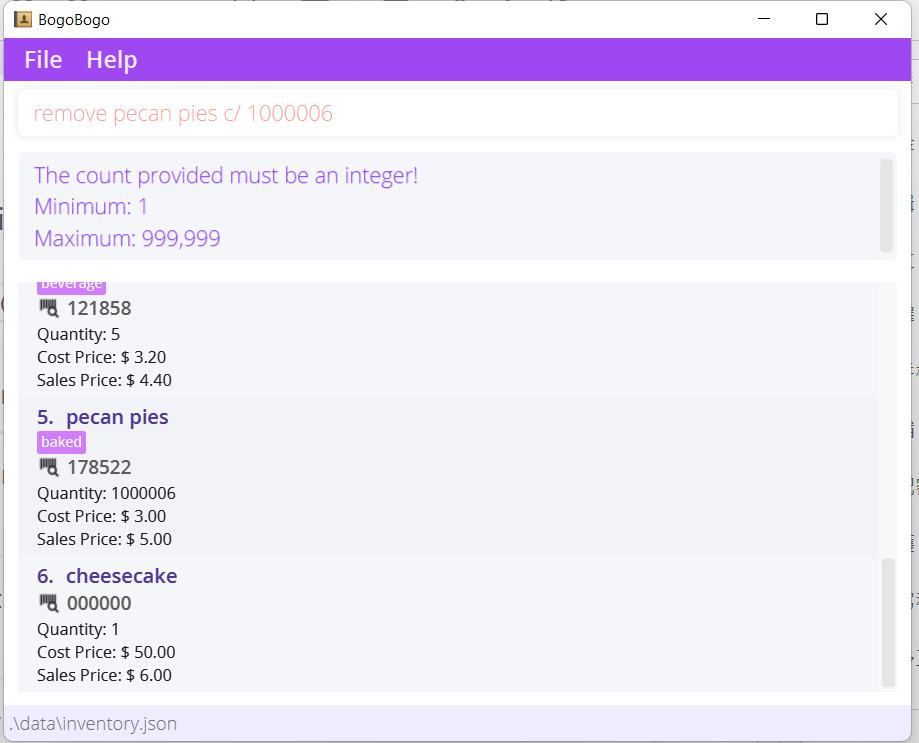 BogoBogo
File Help
remove pecan pies c/ 1000006
The count provided must be an integer!
Minimum: 1
Maximum: 999,999
beverage
121858
Quantity: 5
Cost Price: $ 3.20
Sales Price: $ 4.40
5. pecan pies
baked
178522
Quantity: 1000006
Cost Price: $ 3.00
Sales Price: $ 5.00
6. cheesecake
000000
Quantity: 1
Cost Price: $ 50.00
Sales Price: $ 6.00
.\data\inventory.json